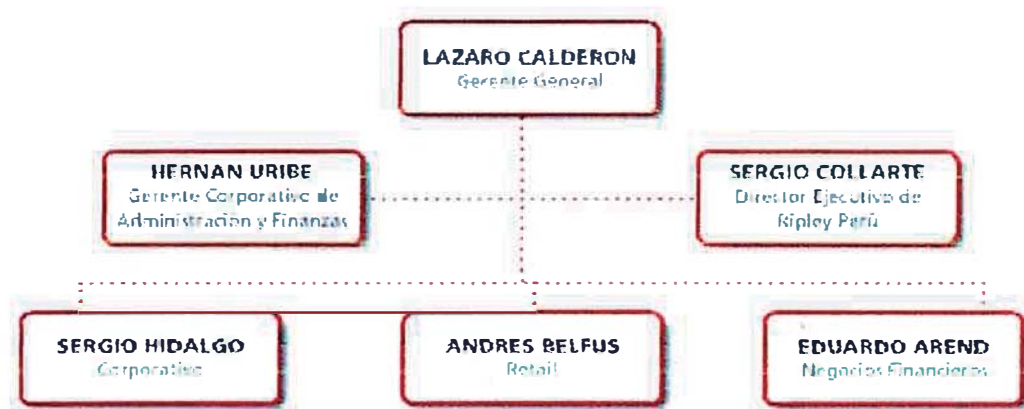 LAZARO CALDERON
Gerente General
HERNAN URIBE
Gerente Corporativo de
Administración y Finanzas
SERGIO COLLARTE
Director Ejecutivo de
Ripley Perú
SERGIO HIDALGO
Corporativo
ANDRES BELFUS
Retail
EDUARDO AREND
Negocios Financieros